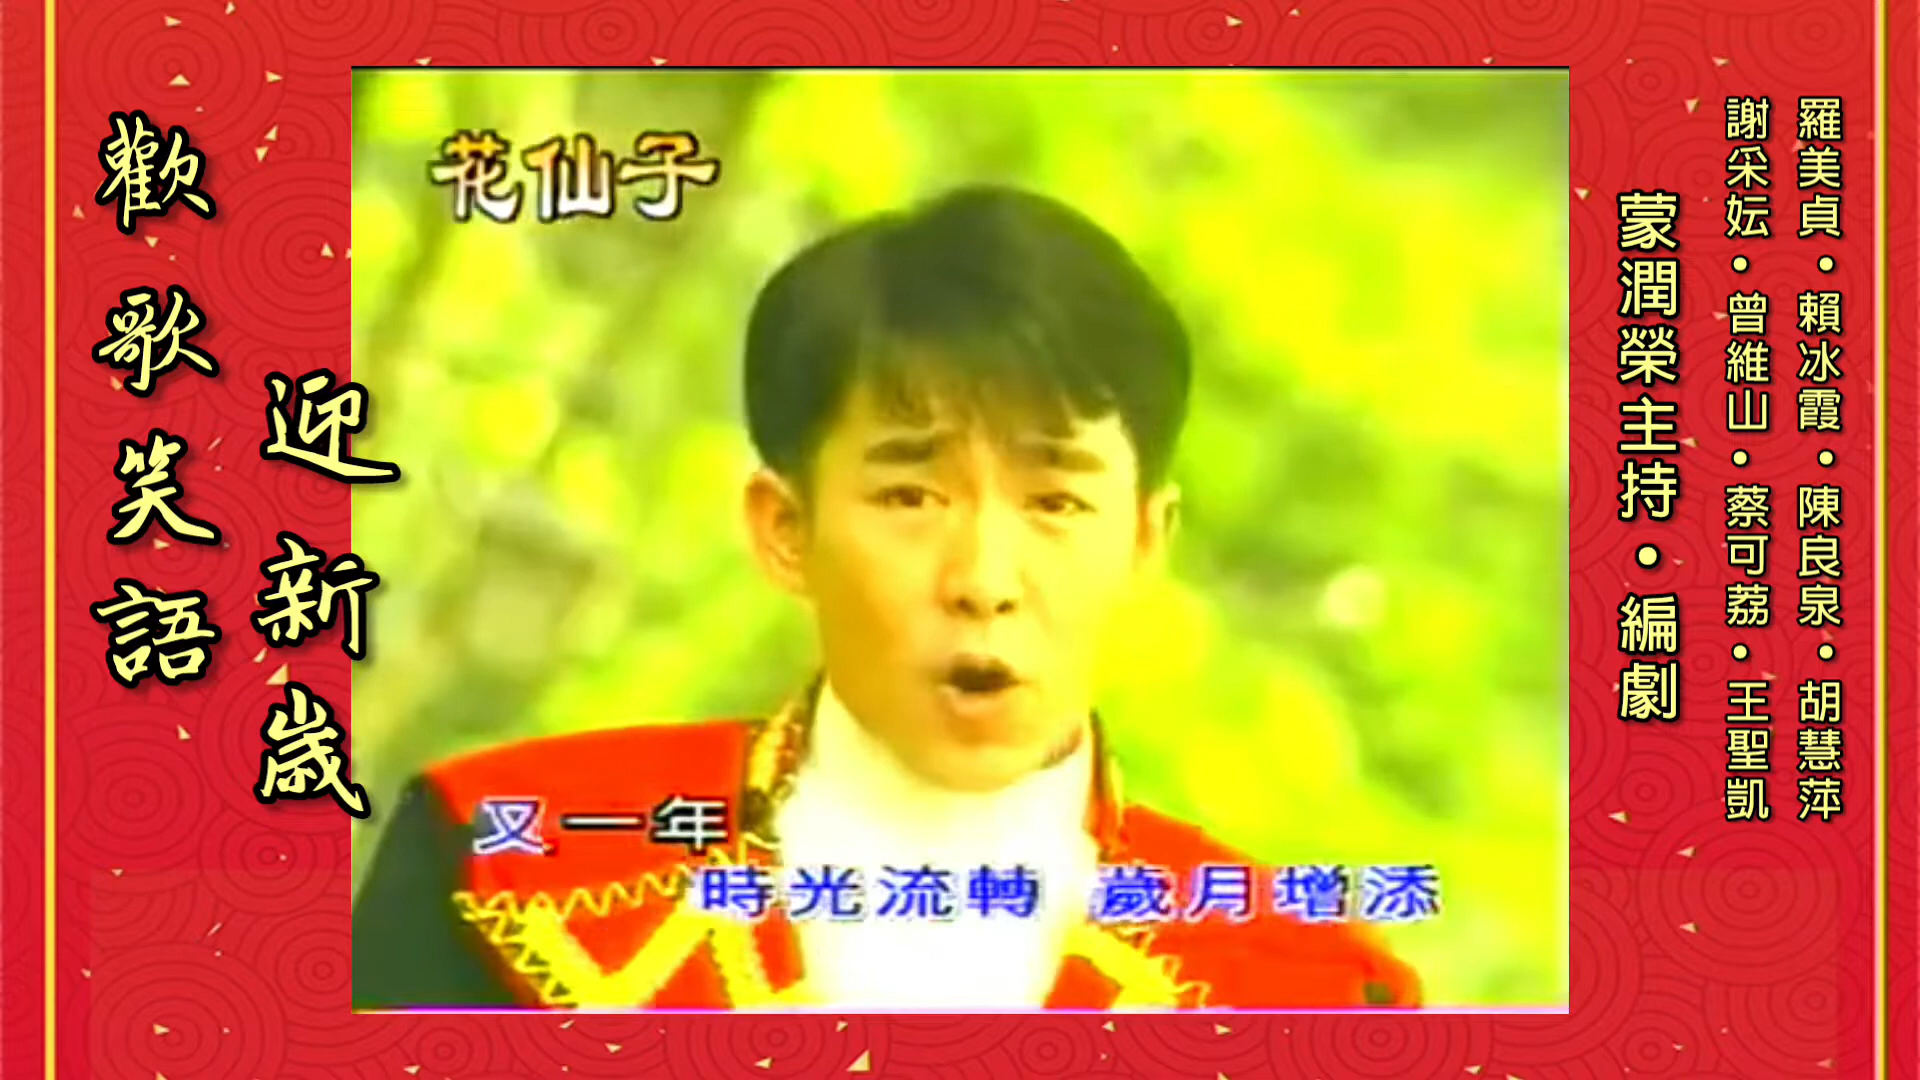 歡歌笑語
迎新歲
花仙子
又一年
時光流轉 歲月增添
羅美貞・賴冰霞・陳良泉・胡慧萍
謝采妘・曾維山・蔡可荔・王聖凱
蒙潤榮主持・編劇